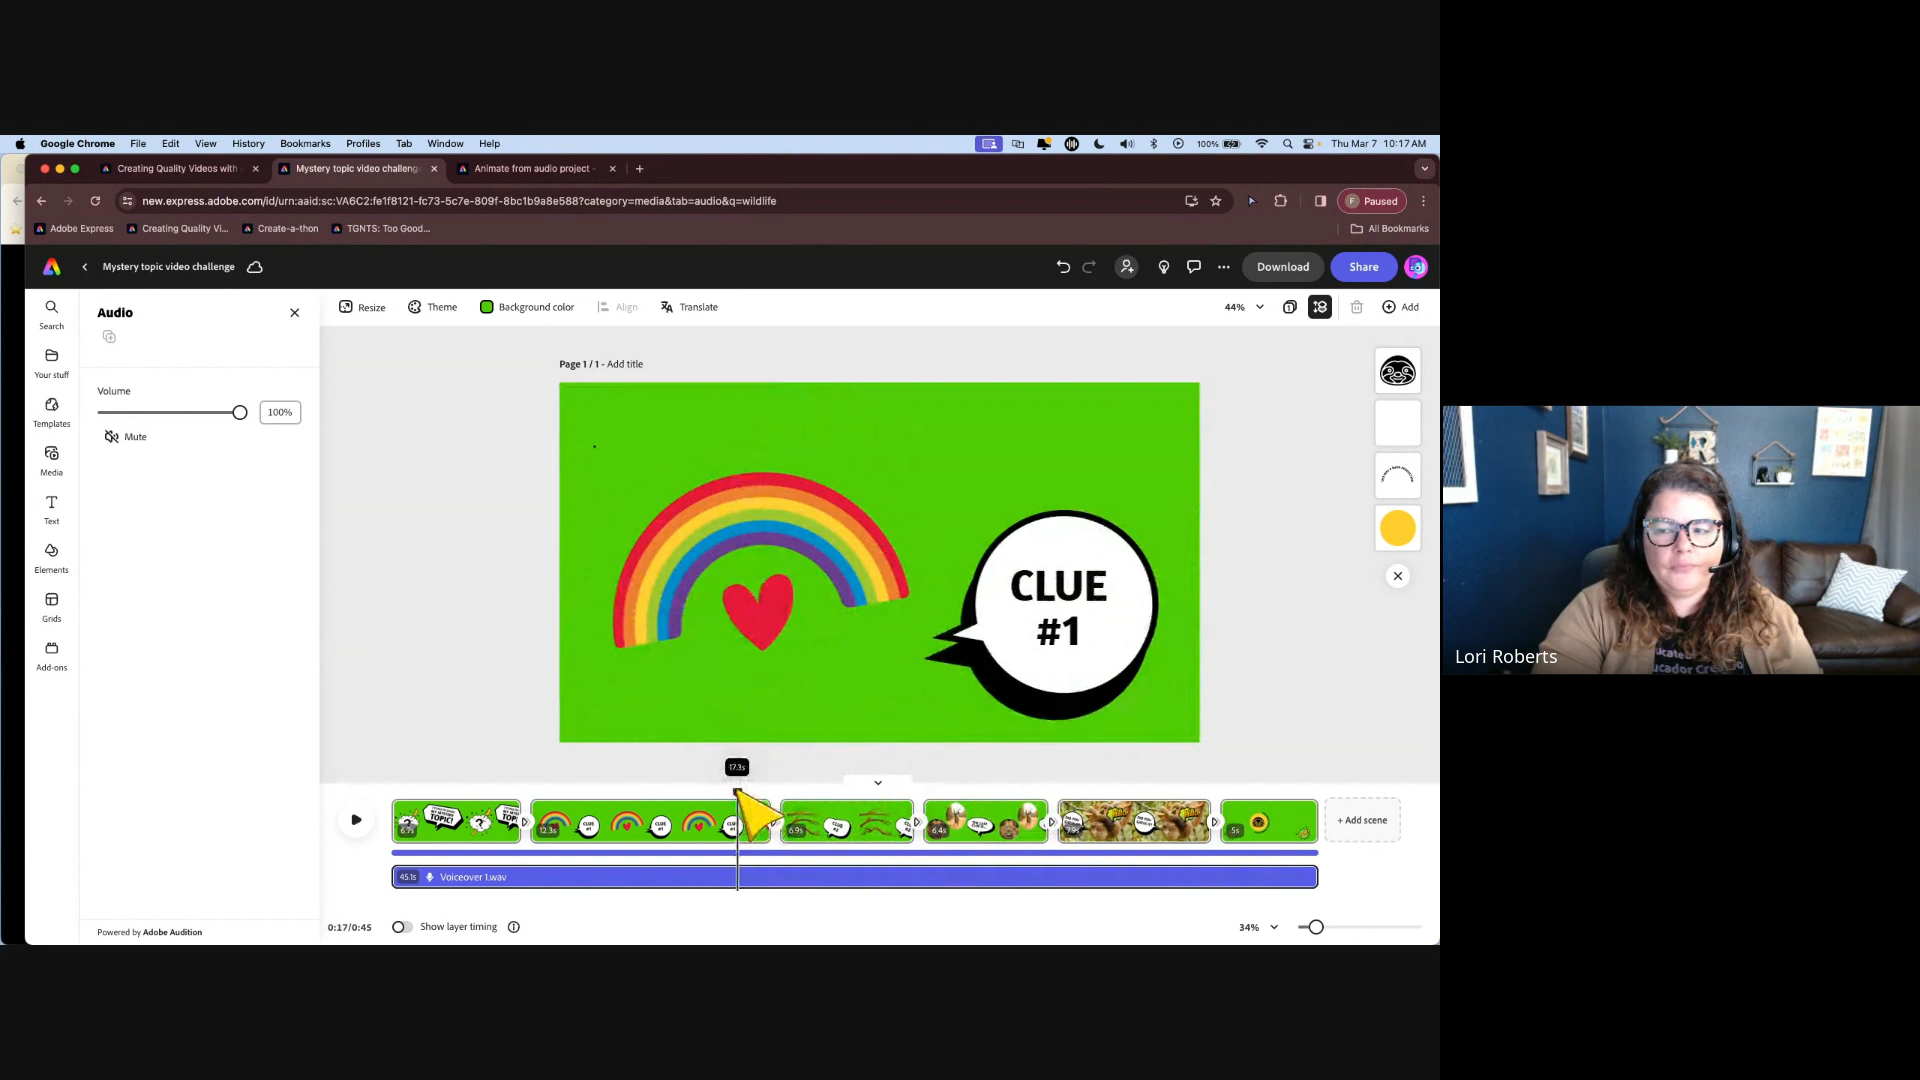 Google Chrome File Edit View History Bookmarks Profiles Tab Window Help 100% Thu Mar 7 10:17 AM
Creating Quality Videos with Mystery topic video challeng Animate from audio project -
new.express.adobe.com/id/urn:aaid:sc:VA6C2:fe1f8121-fc73-5c7e-809f-8bc1b9a8e588?category=media&tab=audio&q=wildlife F Paused
Adobe Express Creating Quality Vi... Create-a-thon TGNTS: Too Good... All Bookmarks
Mystery topic video challenge Download Share
Search
Your stuff
Templates
Media
Text
Elements
Grids
Add-ons
Audio
Volume
100%
Mute
Powered by Adobe Audition
Resize Theme Background color Align Translate 44% 1 Add
Page 1 / 1 - Add title
CLUE
#1
17.3s
TOPIC!
6.7s 12.3s 6.9s 6.4s 7.9s 5s + Add scene
45.1s Voiceover 1.wav
0:17/0:45 Show layer timing 34%
Lori Roberts